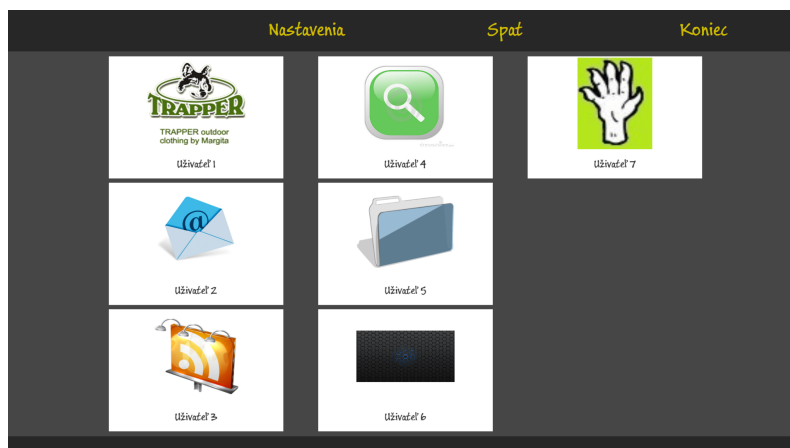 Nastavenia Spať Koniec
TRAPPER
TRAPPER outdoor
clothing by Margita
Užívateľ 1
Užívateľ 4
Užívateľ 7
@
Užívateľ 2
Užívateľ 5
Užívateľ 3
Užívateľ 6